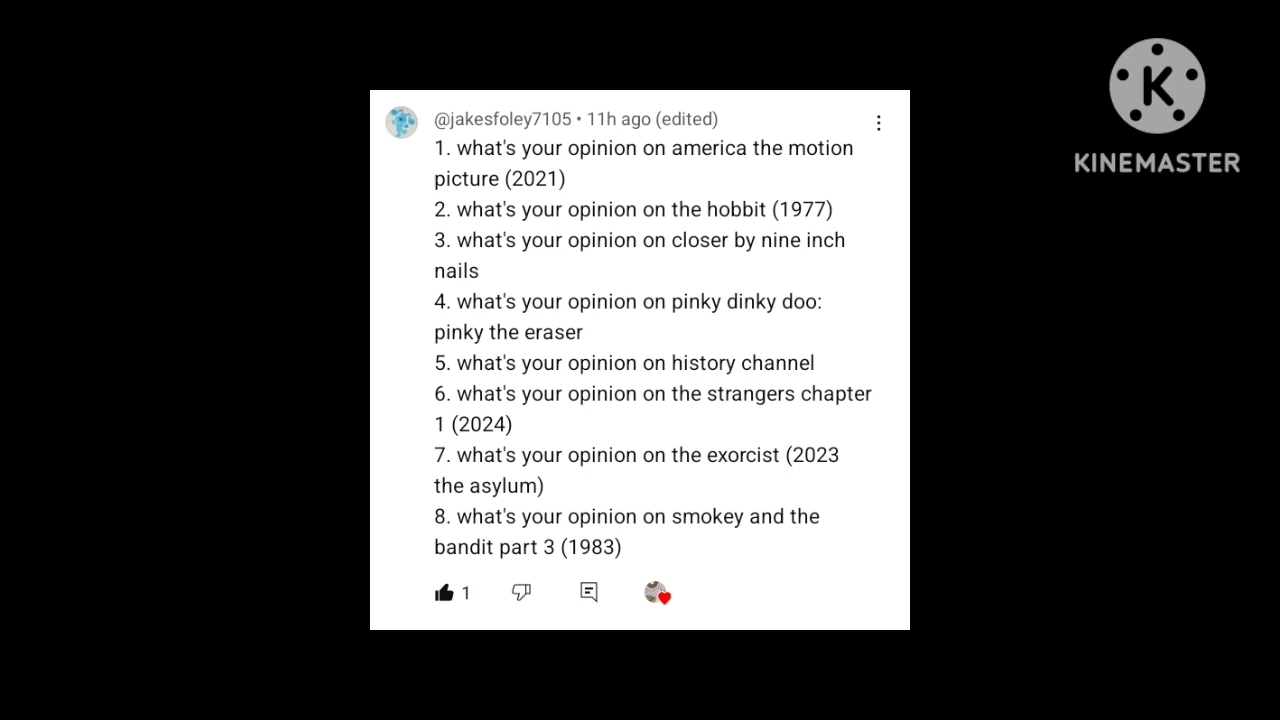 @jakesfoley7105 • 11h ago (edited)
1. what's your opinion on america the motion
picture (2021)
2. what's your opinion on the hobbit (1977)
3. what's your opinion on closer by nine inch
nails
4. what's your opinion on pinky dinky doo:
pinky the eraser
5. what's your opinion on history channel
6. what's your opinion on the strangers chapter
1 (2024)
7. what's your opinion on the exorcist (2023
the asylum)
8. what's your opinion on smokey and the
bandit part 3 (1983)
1
K
KINEMASTER